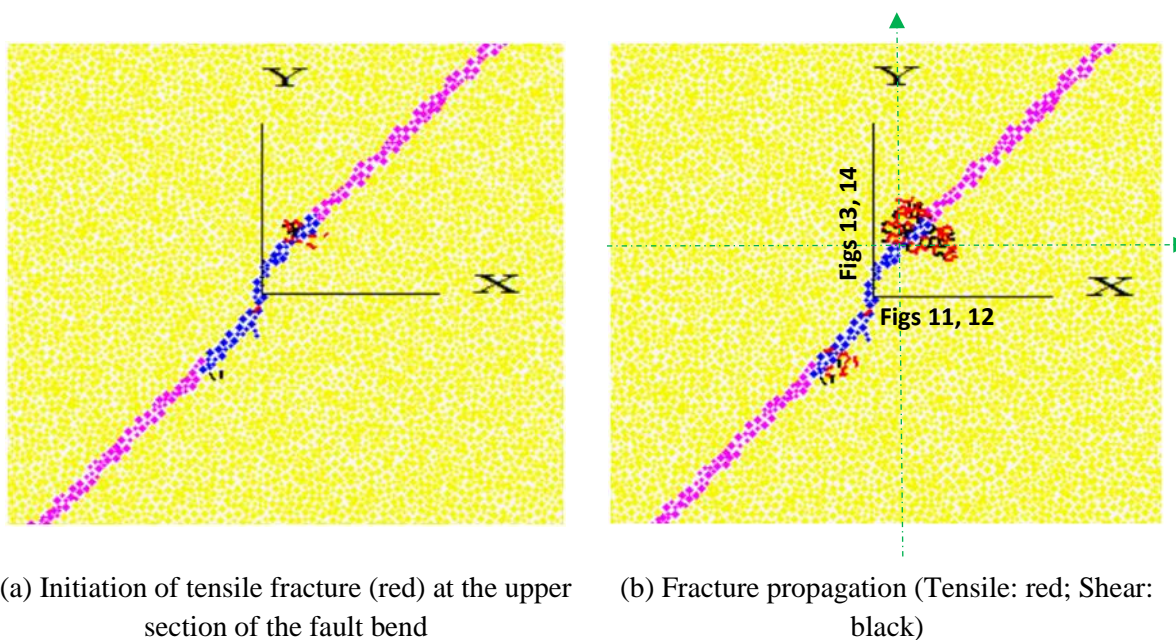 Y
X
(a) Initiation of tensile fracture (red) at the upper
section of the fault bend
Y
Figs 13, 14
X
Figs 11, 12
(b) Fracture propagation (Tensile: red; Shear:
black)